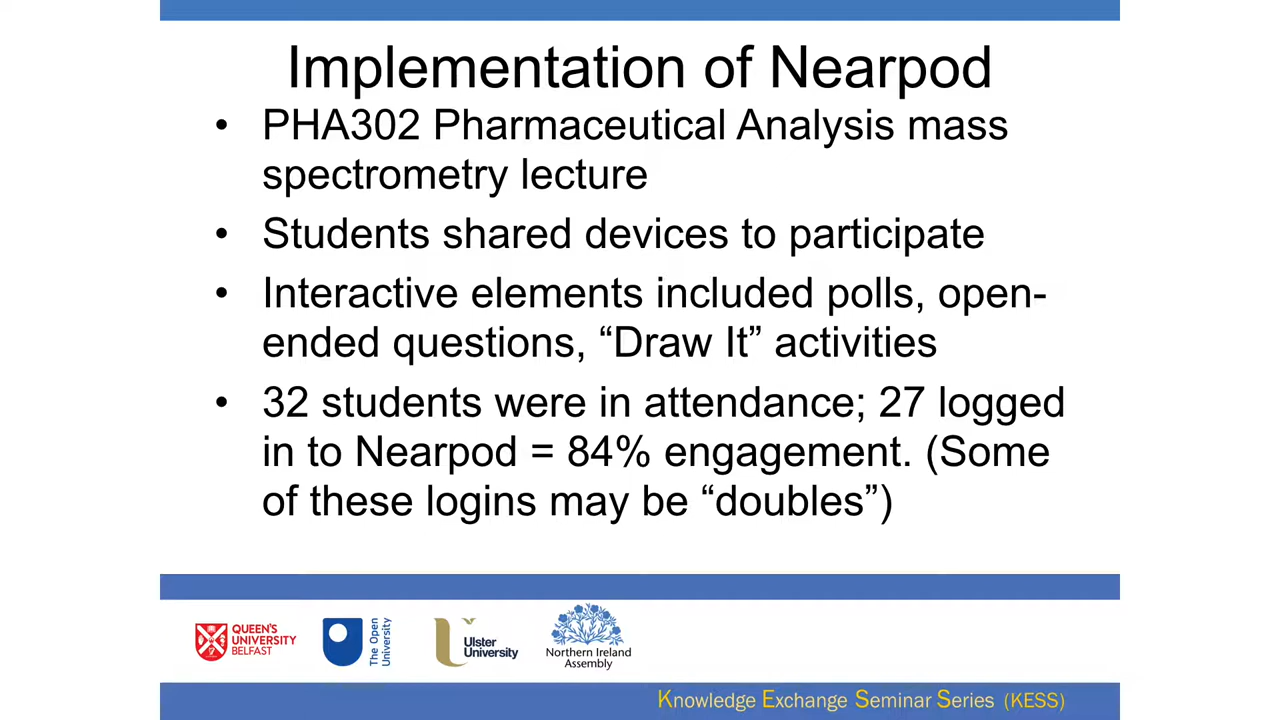 Implementation of Nearpod
• PHA302 Pharmaceutical Analysis mass
spectrometry lecture
• Students shared devices to participate
• Interactive elements included polls, open-
ended questions, “Draw It” activities
• 32 students were in attendance; 27 logged
in to Nearpod = 84% engagement. (Some
of these logins may be “doubles”)
QUEEN'S
UNIVERSITY
BELFAST
The Open
University
Ulster
University
Northern Ireland
Assembly
Knowledge Exchange Seminar Series (KESS)